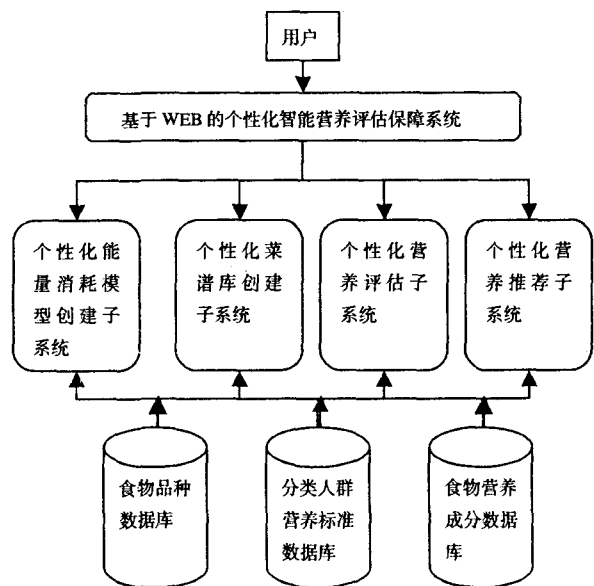 用户
基于 WEB 的个性化智能营养评估保障系统
个性化能
量消耗模
型创建子
系统
个性化菜
谱库创建
子系统
个性化营
养评估子
系统
个性化营
养推荐子
系统
食物品种
数据库
分类人群
营养标准
数据库
食物营养
成分数据
库